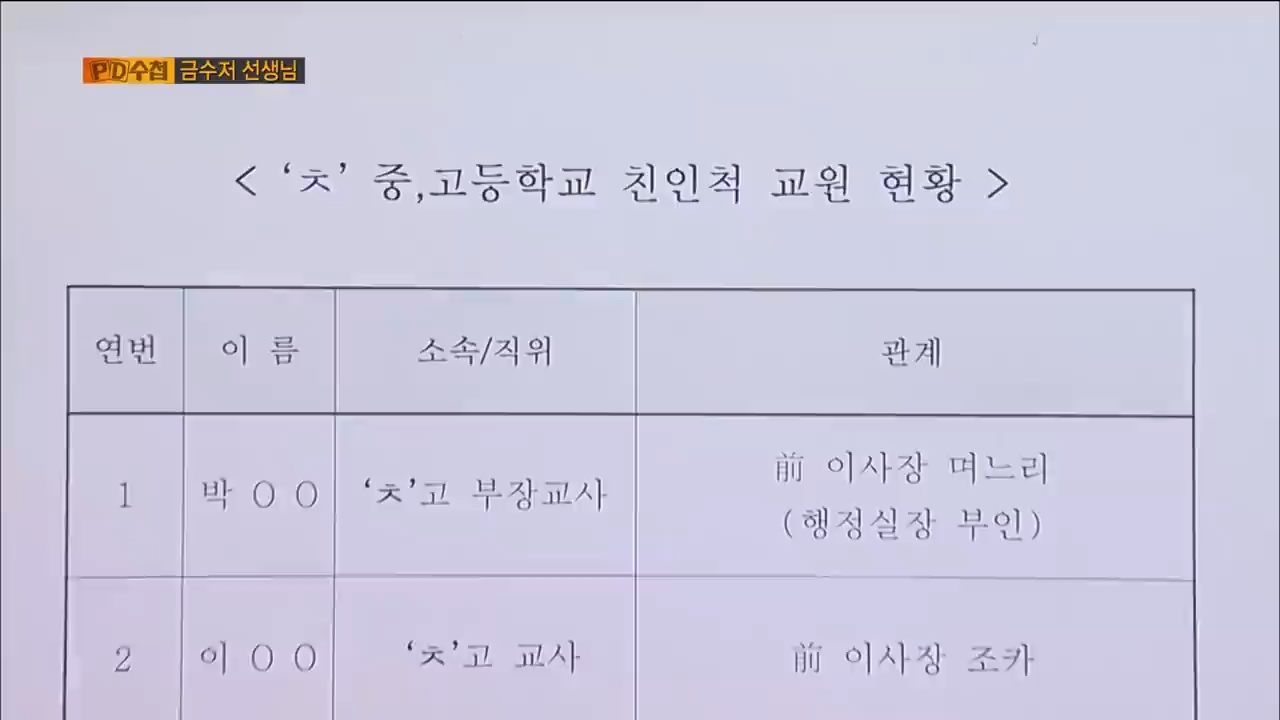 PD수첩 금수저 선생님
< ‘ㅊ’ 중,고등학교 친인척 교원 현황 >
연번 이 름 소속/직위 관계
1 박 O O ‘ㅊ’고 부장교사 前 이사장 며느리
(행정실장 부인)
2 이 O O ‘ㅊ’고 교사 前 이사장 조카